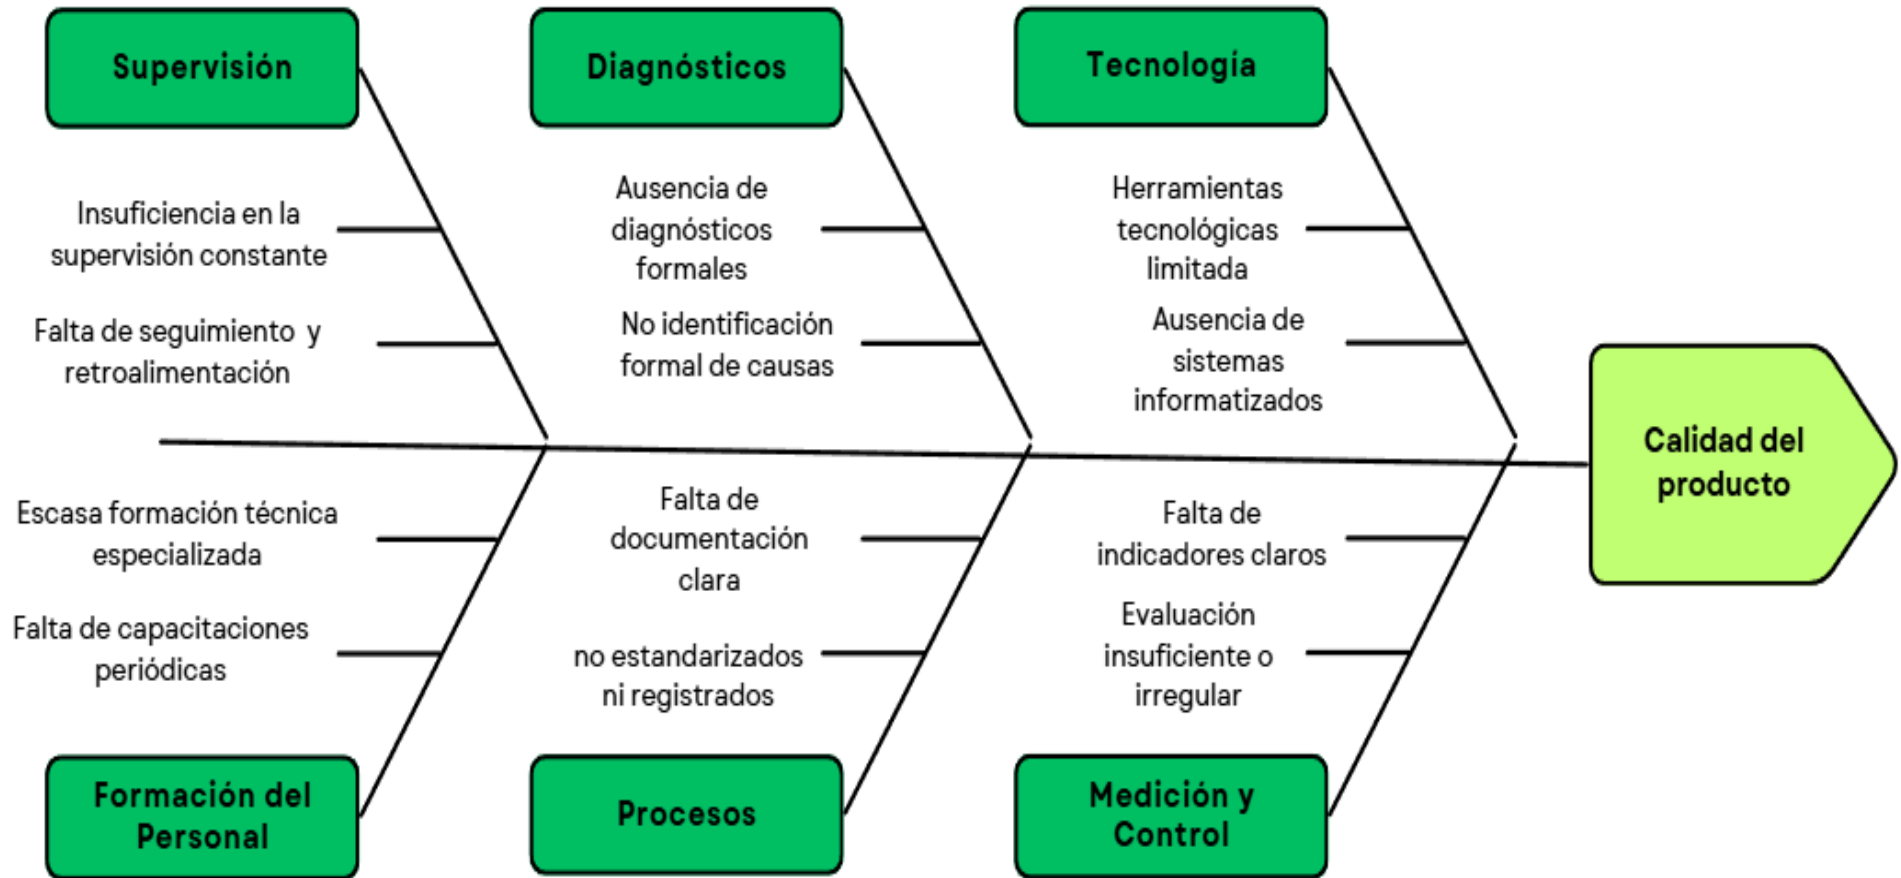 Supervisión
Diagnósticos
Tecnología
Insuficiencia en la
supervisión constante
Falta de seguimiento y
retroalimentación
Ausencia de
diagnósticos
formales
No identificación
formal de causas
Herramientas
tecnológicas
limitada
Ausencia de
sistemas
informatizados
Calidad del
producto
Escasa formación técnica
especializada
Falta de capacitaciones
periódicas
Falta de
documentación
clara
no estandarizados
ni registrados
Falta de
indicadores claros
Evaluación
insuficiente o
irregular
Formación del
Personal
Procesos
Medición y
Control